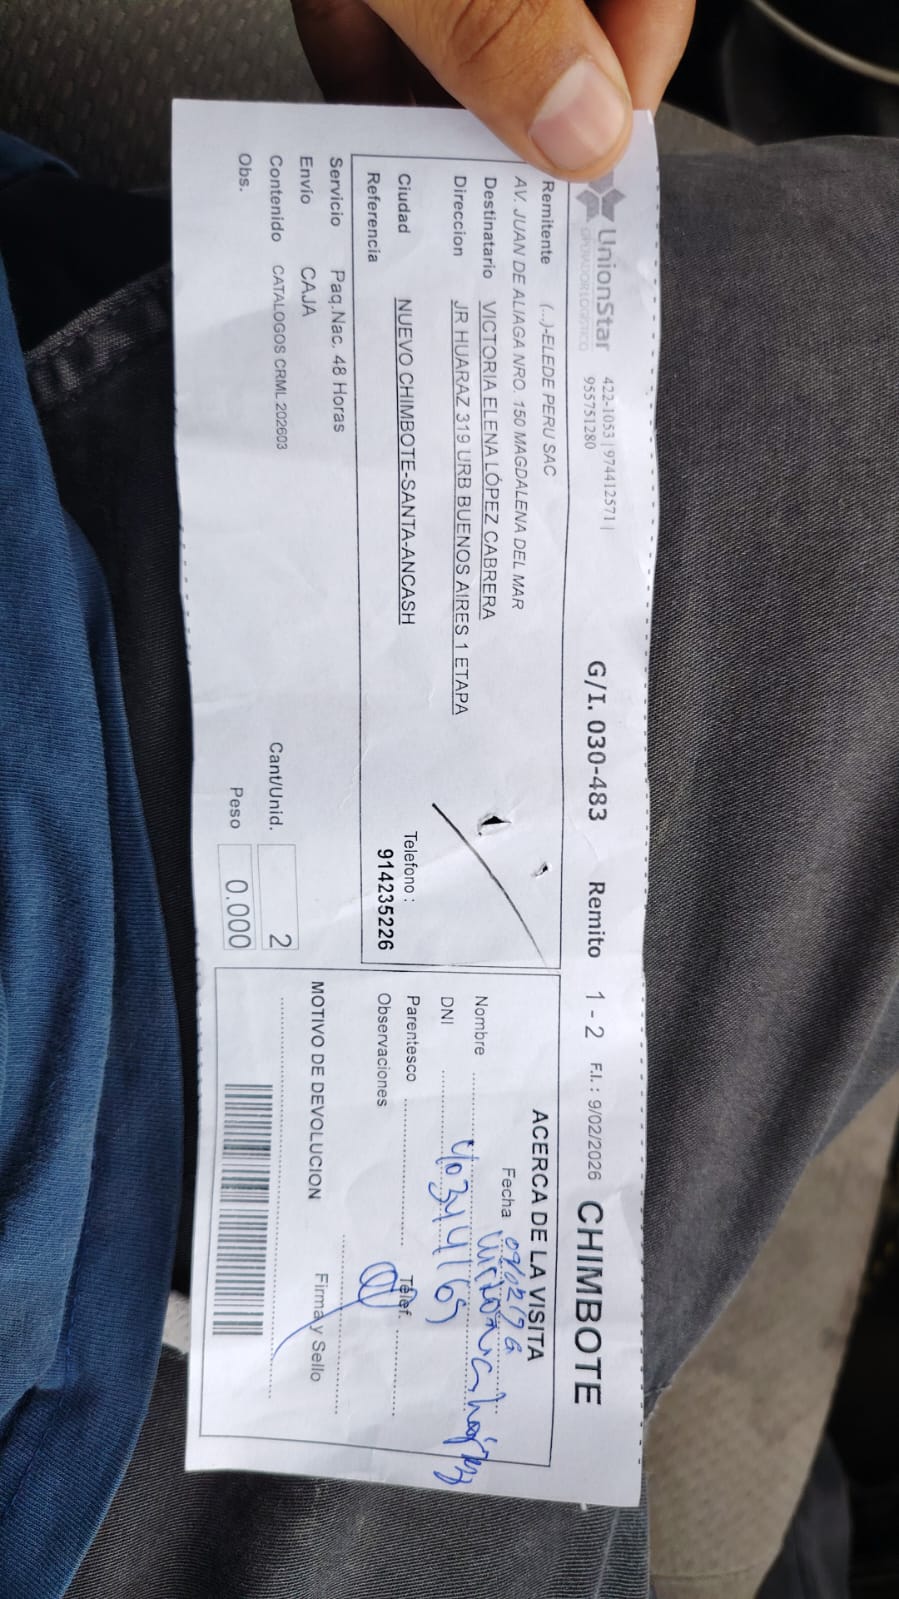 UnionStar
OPERADOR LOGISTICO
422-1053 | 974412571 |
955751280
G/I. 030-483 Remito 1 - 2 F.I. : 9/02/2026 CHIMBOTE
Remitente (...)-ELEDE PERU SAC
AV. JUAN DE ALIAGA NRO. 150 MAGDALENA DEL MAR
Destinatario VICTORIA ELENA LÓPEZ CABRERA
Direccion JR HUARAZ 319 URB BUENOS AIRES 1 ETAPA
Ciudad NUEVO CHIMBOTE-SANTA-ANCASH
Referencia
Telefono :
914235226
Servicio Paq.Nac. 48 Horas
Envío CAJA
Contenido CATALOGOS CRML 202603
Obs.
Cant/Unid. 2
Peso 0.000
ACERCA DE LA VISITA
Fecha
Nombre
DNI 40344169
Parentesco Telef.
Observaciones
MOTIVO DE DEVOLUCION Firma y Sello